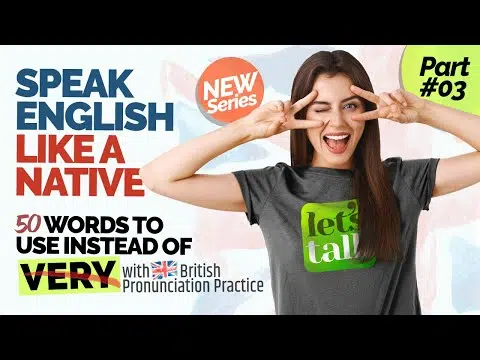 SPEAK
ENGLISH
LIKE A
NATIVE
NEW
Series
Part
#03
50 WORDS TO
USE INSTEAD OF
VERY with British
Pronunciation Practice
let's
talk